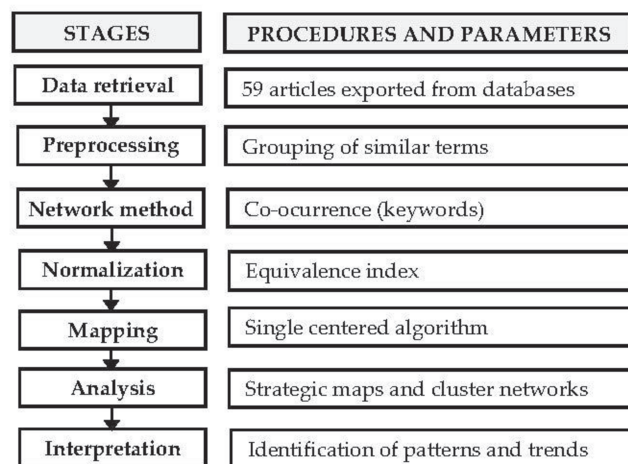 STAGES PROCEDURES AND PARAMETERS
Data retrieval 59 articles exported from databases
Preprocessing Grouping of similar terms
Network method Co-ocurrence (keywords)
Normalization Equivalence index
Mapping Single centered algorithm
Analysis Strategic maps and cluster networks
Interpretation Identification of patterns and trends